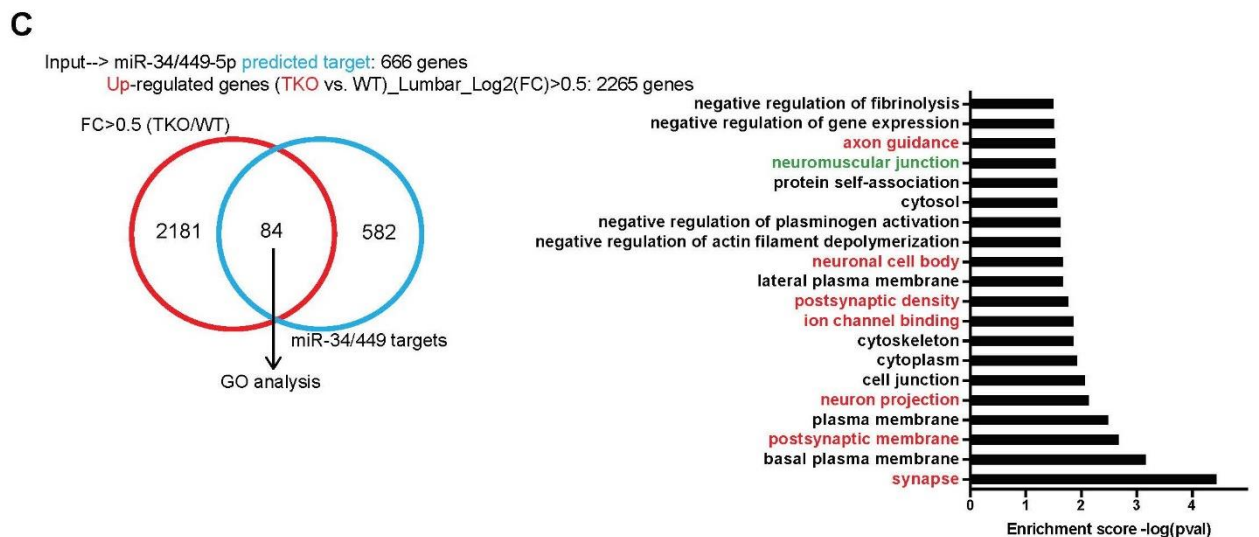 C
Input--> miR-34/449-5p predicted target: 666 genes
Up-regulated genes (TKO vs. WT)_Lumbar_Log2(FC)>0.5: 2265 genes
FC>0.5 (TKO/WT)
2181
84
582
miR-34/449 targets
GO analysis
negative regulation of fibrinolysis
negative regulation of gene expression
axon guidance
neuromuscular junction
protein self-association
cytosol
negative regulation of plasminogen activation
negative regulation of actin filament depolymerization
neuronal cell body
lateral plasma membrane
postsynaptic density
ion channel binding
cytoskeleton
cytoplasm
cell junction
neuron projection
plasma membrane
postsynaptic membrane
basal plasma membrane
synapse
0 1 2 3 4
Enrichment score -log(pval)